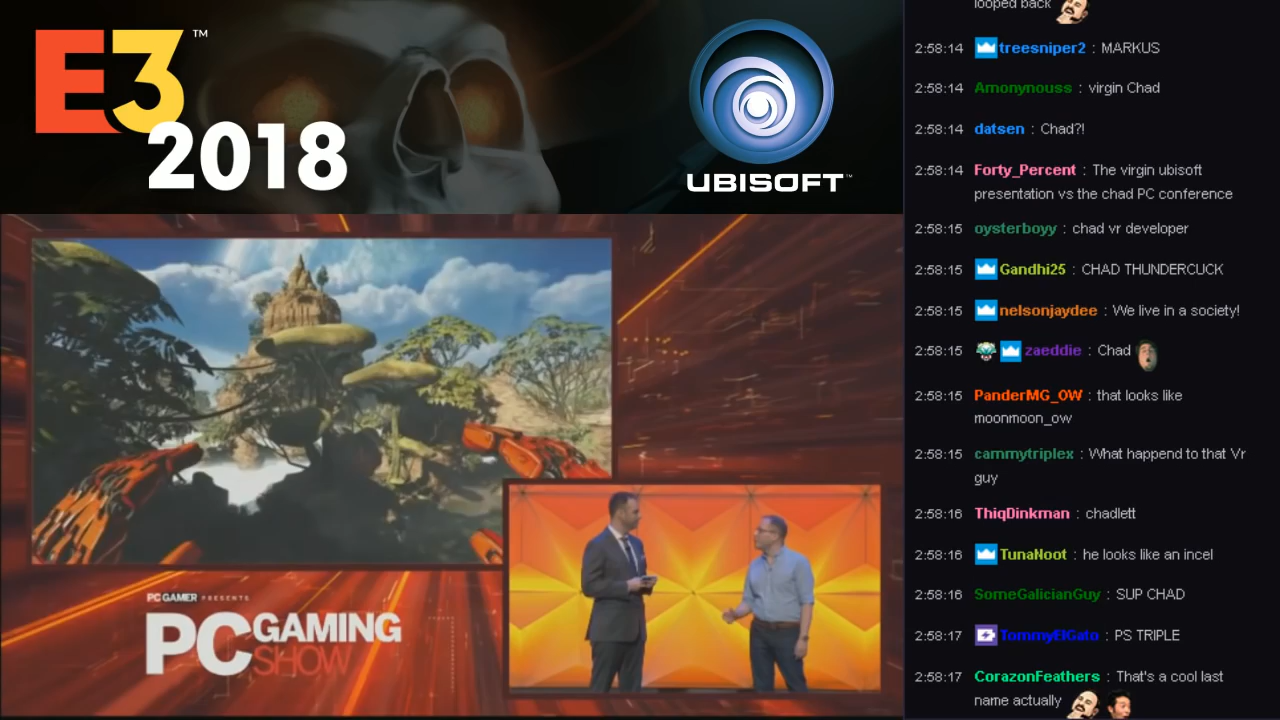 E3™
2018
UBISOFT™
PC GAMER PRESENTS
PC GAMING
SHOW
looped back
2:58:14 treesniper2 : MARKUS
2:58:14 Amonynouss : virgin Chad
2:58:14 datsen : Chad?!
2:58:14 Forty_Percent : The virgin ubisoft
presentation vs the chad PC conference
2:58:15 oysterboyy : chad vr developer
2:58:15 Gandhi25 : CHAD THUNDERCUCK
2:58:15 nelsonjaydee : We live in a society!
2:58:15 zaeddie : Chad
2:58:15 PanderMG_OW : that looks like
moonmoon_ow
2:58:15 cammytriplex : What happend to that Vr
guy
2:58:16 ThiqDinkman : chadlett
2:58:16 TunaNoot : he looks like an incel
2:58:16 SomeGalicianGuy : SUP CHAD
2:58:17 TommyElGato : PS TRIPLE
2:58:17 CorazonFeathers : That's a cool last
name actually